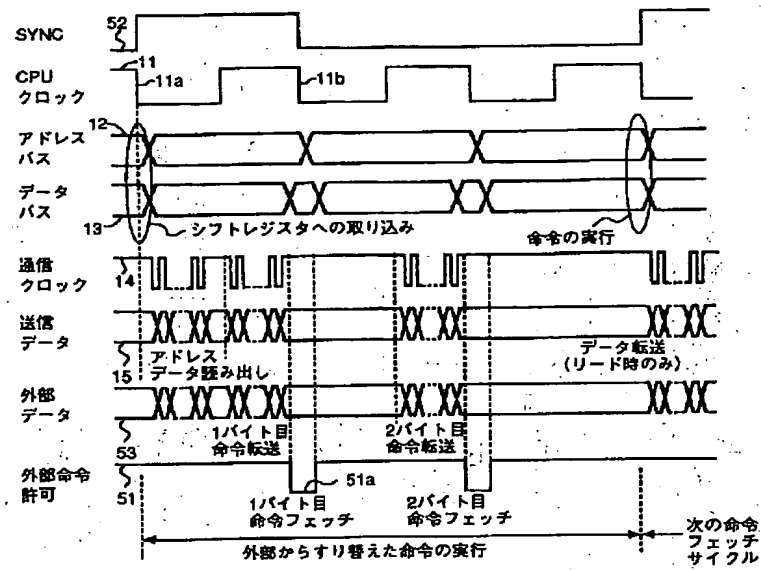 SYNC
52
11
CPU
クロック
11a
11b
12
アドレス
バス
データ
バス
13
シフトレジスタへの取り込み
命令の実行
通信
クロック
14
送信
データ
15
アドレス
データ読み出し
データ転送
(リード時のみ)
外部
データ
53
1バイト目
命令転送
2バイト目
命令転送
外部命令
許可
51
51a
1バイト目
命令フェッチ
2バイト目
命令フェッチ
外部からすり替えた命令の実行
次の命令
フェッチ
サイクル